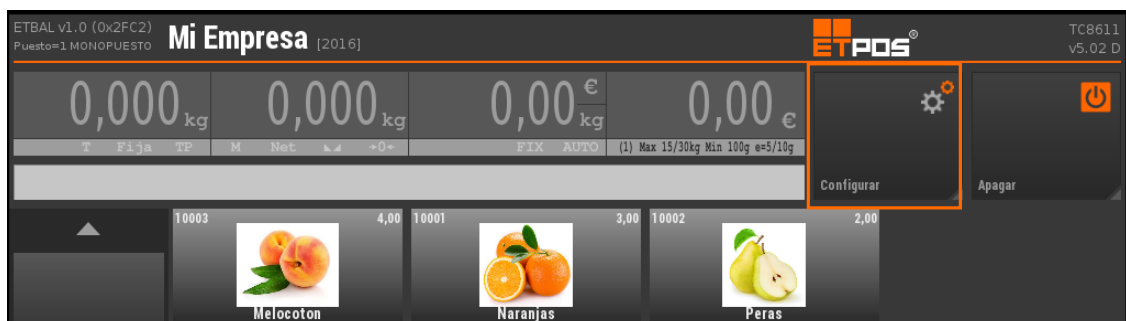 ETBAL v1.0 (0x2FC2)
Puesto=1 MONOPUESTO
Mi Empresa [2016]
ETPOS®
TC8611
v5.02 D
0,000 kg
0,000 kg
0,00 € kg
0,00 €
T Fija TP
M Net →0←
FIX AUTO
(1) Max 15/30kg Min 100g e=5/10g
Configurar
Apagar
10003 4,00
10001 3,00
10002 2,00
Melocoton
Naranjas
Peras